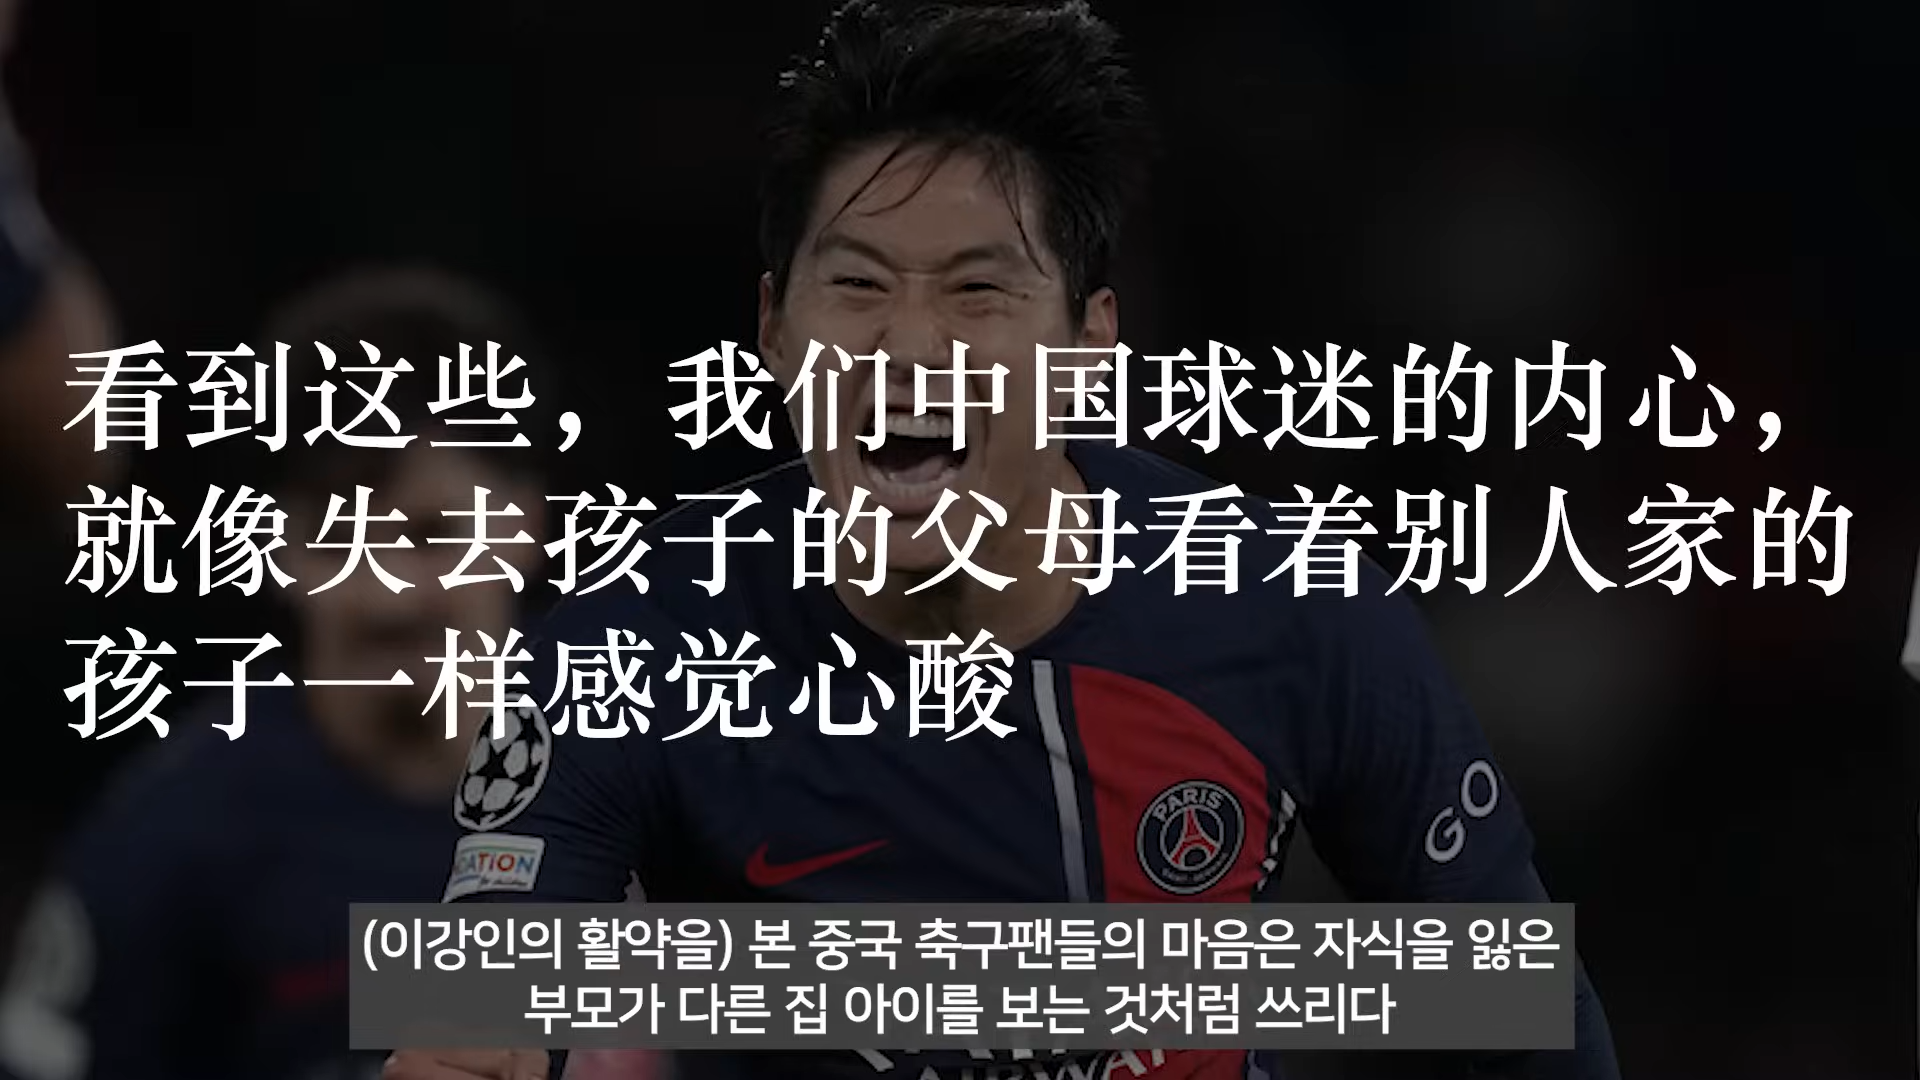 看到这些，我们中国球迷的内心，
就像失去孩子的父母看着别人家的
孩子一样感觉心酸
PARIS
GO
(이강인의 활약을) 본 중국 축구팬들의 마음은 자식을 잃은
부모가 다른 집 아이를 보는 것처럼 쓰리다